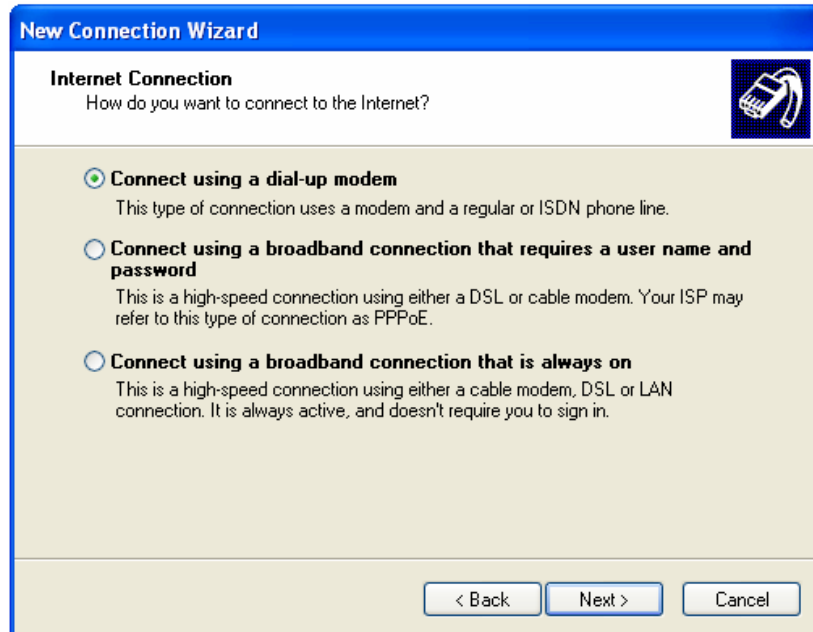 New Connection Wizard
Internet Connection
How do you want to connect to the Internet?
Connect using a dial-up modem
This type of connection uses a modem and a regular or ISDN phone line.
Connect using a broadband connection that requires a user name and
password
This is a high-speed connection using either a DSL or cable modem. Your ISP may
refer to this type of connection as PPPoE.
Connect using a broadband connection that is always on
This is a high-speed connection using either a cable modem, DSL or LAN
connection. It is always active, and doesn't require you to sign in.
< Back Next > Cancel